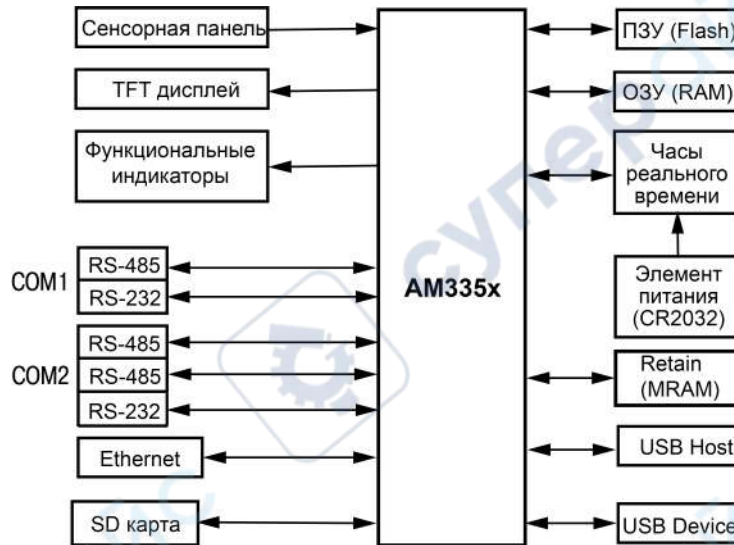 Сенсорная панель
TFT дисплей
Функциональные
индикаторы
COM1
RS-485
RS-232
COM2
RS-485
RS-485
RS-232
Ethernet
SD карта
AM335x
ПЗУ (Flash)
ОЗУ (RAM)
Часы
реального
времени
Элемент
питания
(CR2032)
Retain
(MRAM)
USB Host
USB Device
супер